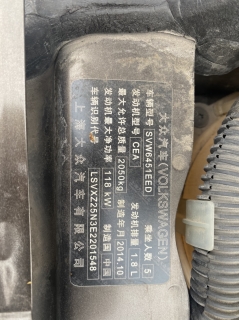 大众汽车(VOLKSWAGEN)
车辆型号 SVW6451EED 乘坐人数 5
发动机型号 CEA 发动机排量 1.8 L
最大允许总质量 2050kg 制造年月 2014.10
发动机最大净功率 118 kW 制造国 中国
车辆识别代号 LSVXZ25N3E2201548
上海大众汽车有限公司